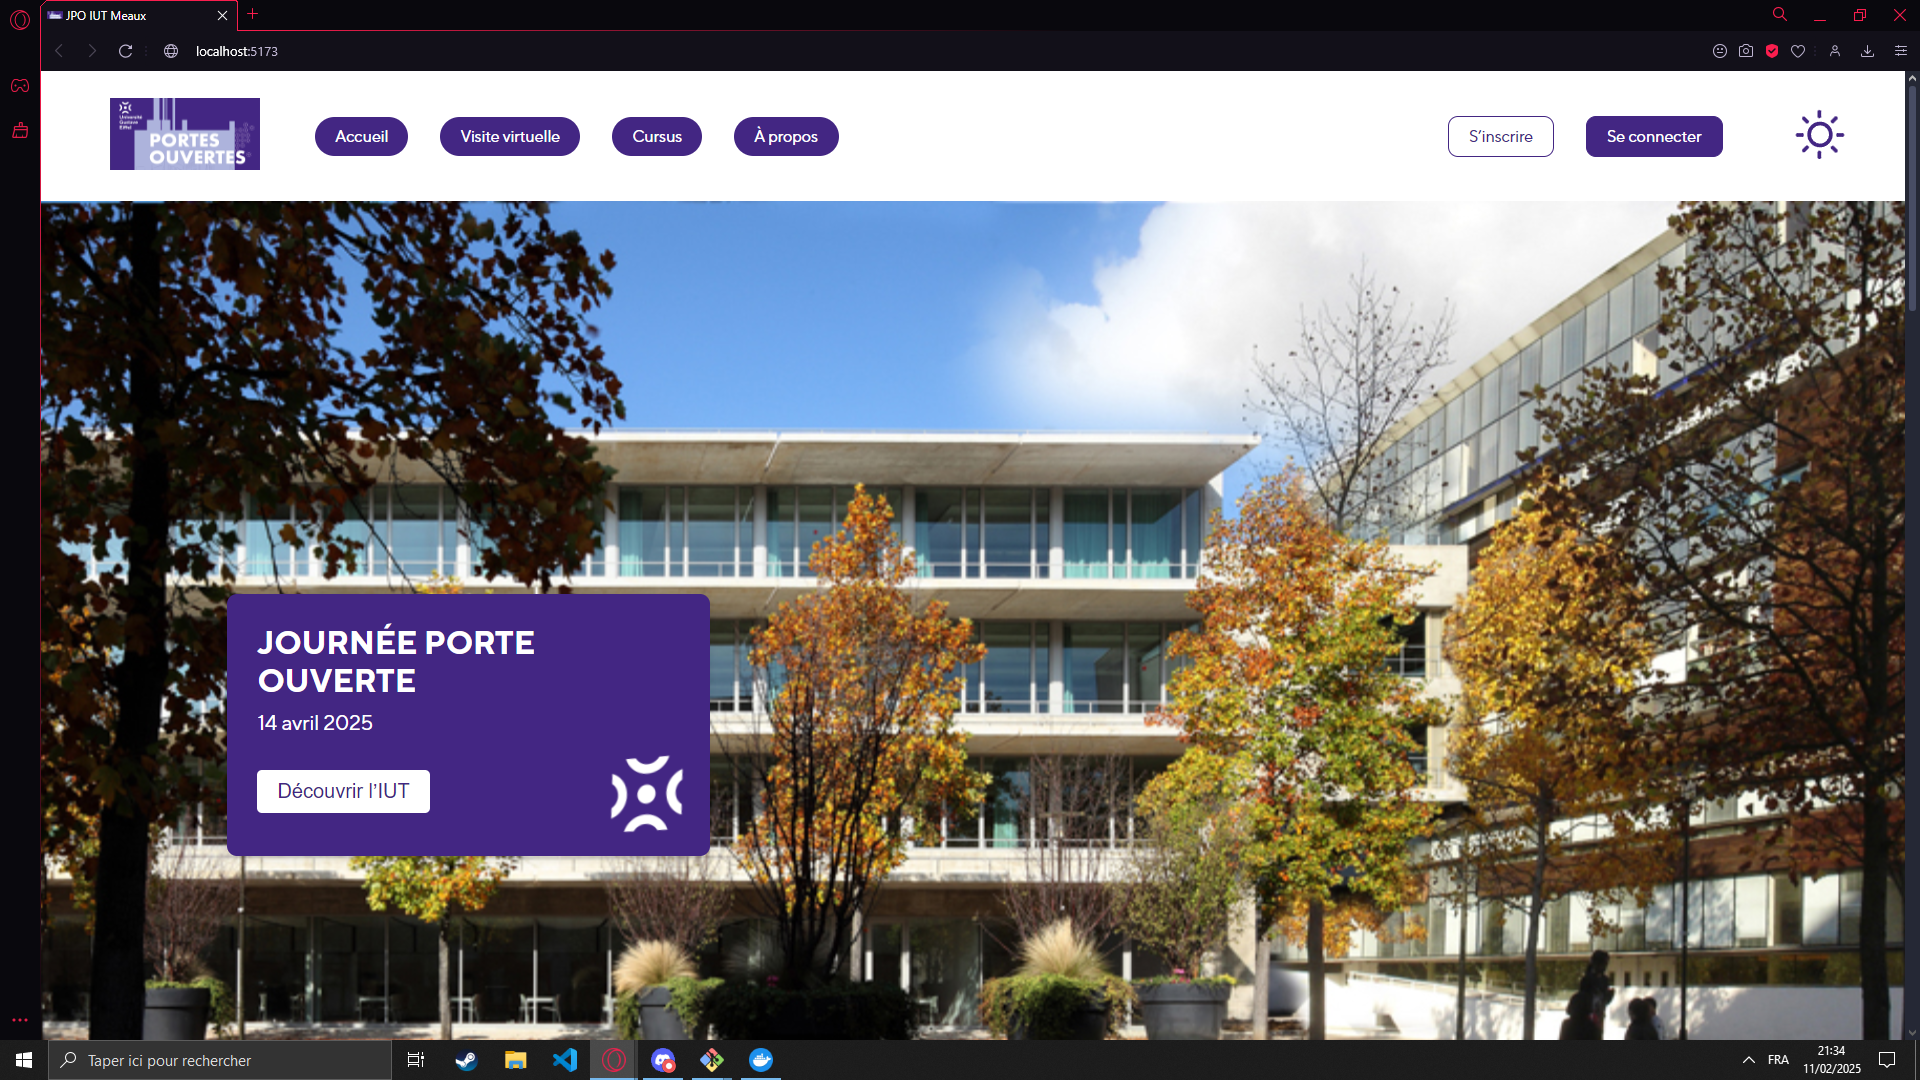 JPO IUT Meaux
localhost:5173
Université
Gustave
Eiffel
PORTES
OUVERTES
Accueil
Visite virtuelle
Cursus
À propos
S'inscrire
Se connecter
JOURNÉE PORTE
OUVERTE
14 avril 2025
Découvrir l'IUT
Taper ici pour rechercher
FRA
21:34
11/02/2025